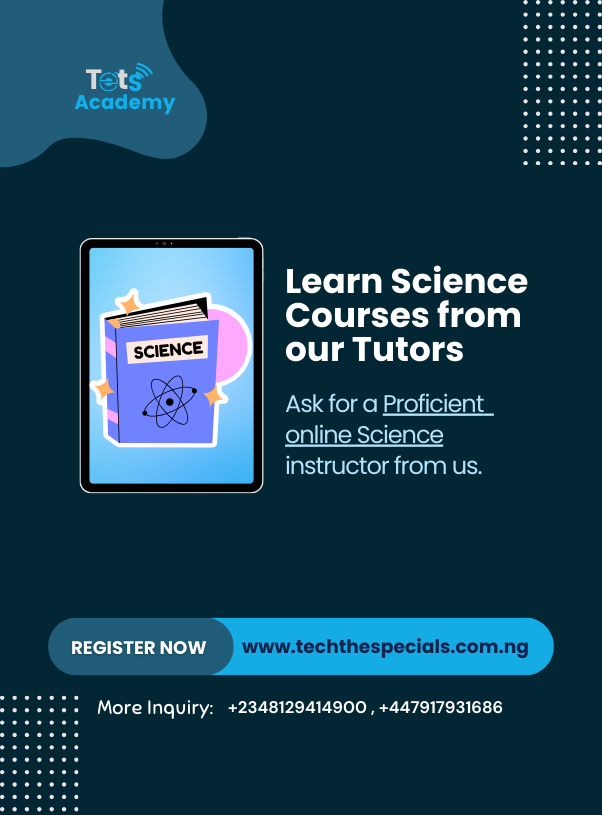 Tets
Academy
SCIENCE
Learn Science
Courses from
our Tutors
Ask for a Proficient
online Science
instructor from us.
REGISTER NOW
www.techthespecials.com.ng
More Inquiry: +2348129414900 , +447917931686